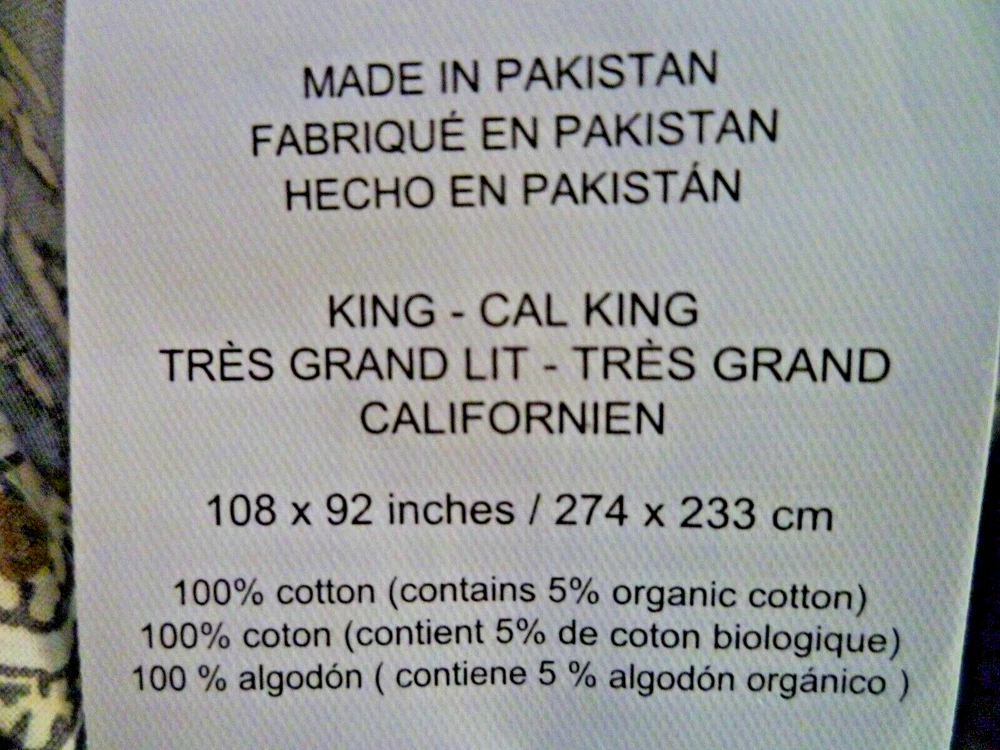 MADE IN PAKISTAN
FABRIQUÉ EN PAKISTAN
HECHO EN PAKISTÁN
KING - CAL KING
TRÈS GRAND LIT - TRÈS GRAND
CALIFORNIEN
108 x 92 inches / 274 x 233 cm
100% cotton (contains 5% organic cotton)
100% coton (contient 5% de coton biologique)
100 % algodón ( contiene 5 % algodón orgánico )